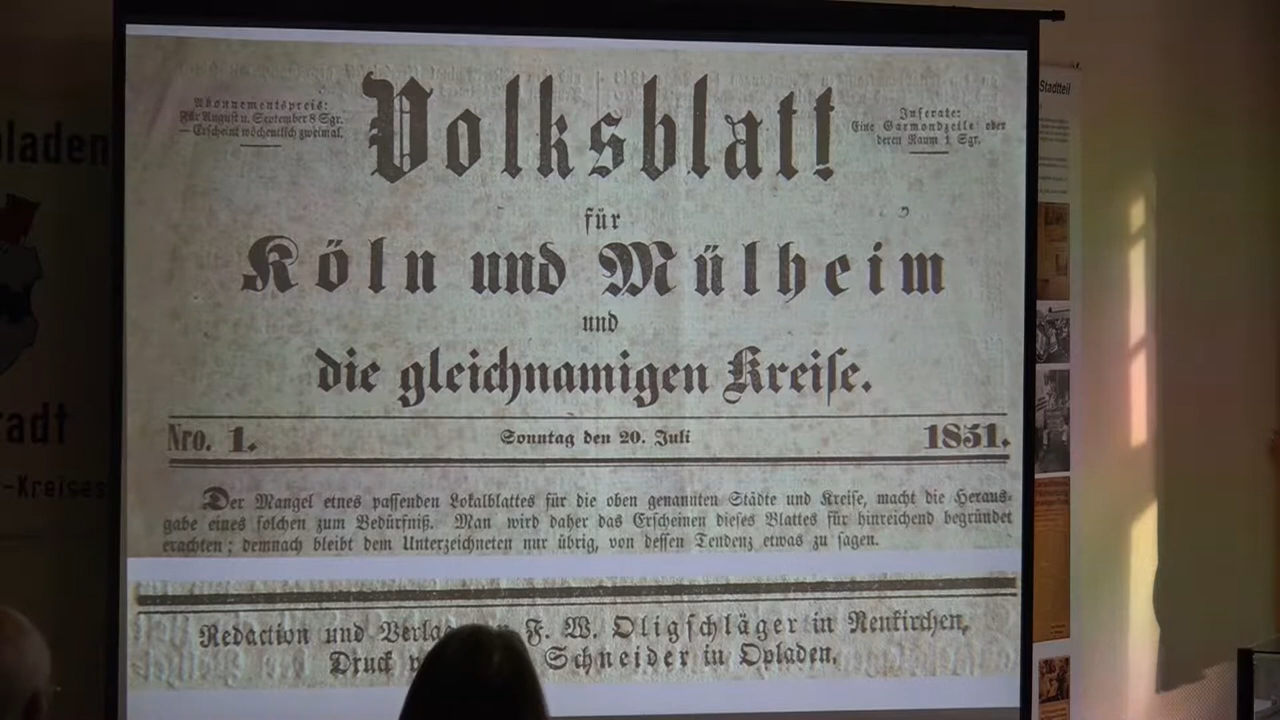 laden
adt
-Kreises
Stadtteil
Abonnementspreis:
Für August u. September 8 Sgr.
— Erscheint wöchentlich zweimal.
Volksblatt
Inserate:
Eine Garmondzeile oder
deren Raum 1 Sgr.
für
Köln und Mülheim
und
die gleichnamigen Kreise.
Nro. 1. Sonntag den 20. Juli 1851.
Der Mangel eines passenden Lokalblattes für die oben genannten Städte und Kreise, macht die Heraus-
gabe eines solchen zum Bedürfniß. Man wird daher das Erscheinen dieses Blattes für hinreichend begründet
erachten; demnach bleibt dem Unterzeichneten nur übrig, von dessen Tendenz etwas zu sagen.
Redaction und Verla F. W. Oligschläger in Neukirchen,
Druck v Schneider in Opladen.